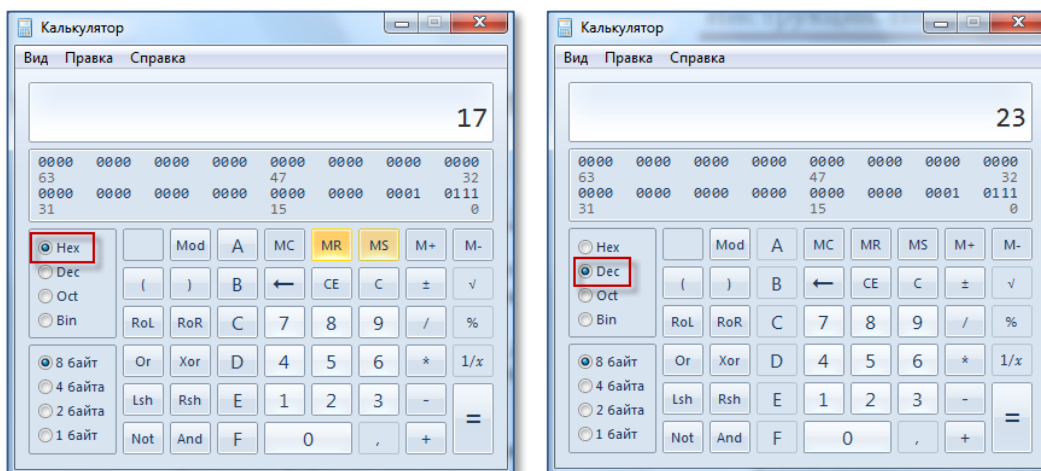 Калькулятор
Вид Правка Справка
17
0000 0000 0000 0000 0000 0000 0000 0000
63 47 32
0000 0000 0000 0000 0000 0000 0001 0111
31 15 0
Hex Mod A MC MR MS M+ M-
Dec ( ) B ← CE C ± √
Oct
Bin RoL RoR C 7 8 9 / %
8 байт Or Xor D 4 5 6 * 1/x
4 байта
2 байта Lsh Rsh E 1 2 3 - =
1 байт Not And F 0 , +
Калькулятор
Вид Правка Справка
23
0000 0000 0000 0000 0000 0000 0000 0000
63 47 32
0000 0000 0000 0000 0000 0000 0001 0111
31 15 0
Hex Mod A MC MR MS M+ M-
Dec ( ) B ← CE C ± √
Oct
Bin RoL RoR C 7 8 9 / %
8 байт Or Xor D 4 5 6 * 1/x
4 байта
2 байта Lsh Rsh E 1 2 3 - =
1 байт Not And F 0 , +